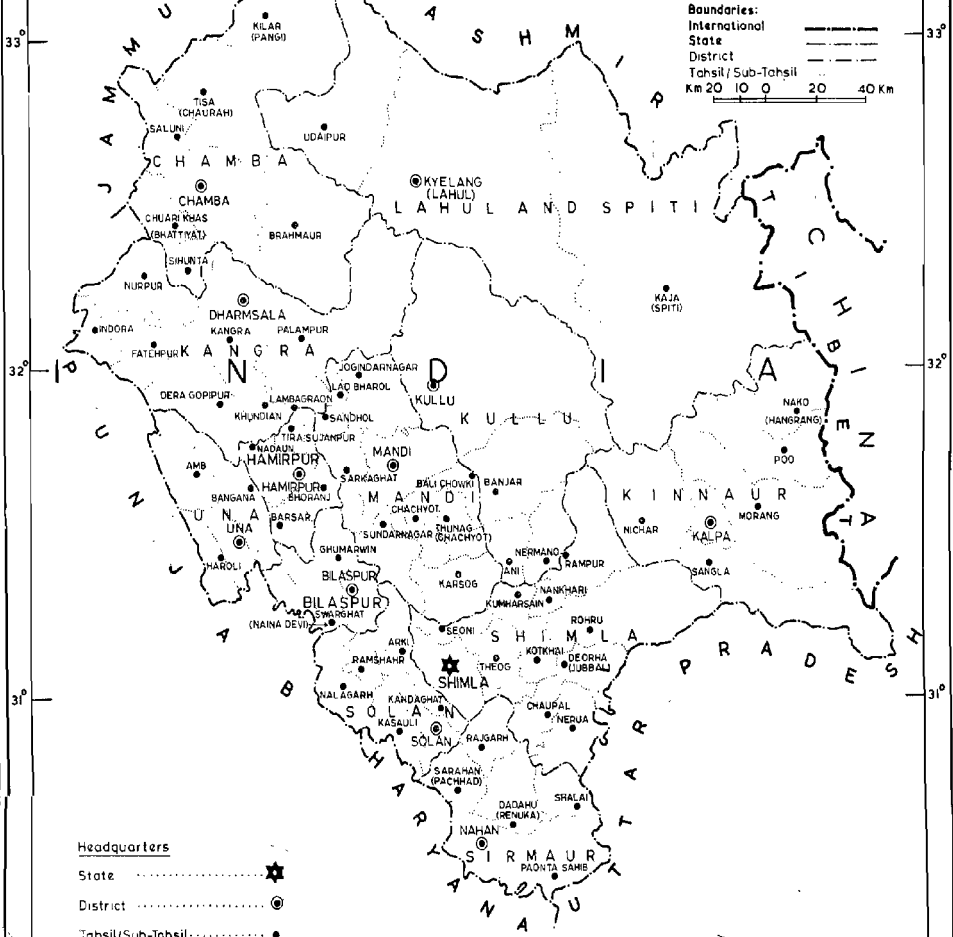 Boundaries:
International
State
District
Tahsil/Sub-Tahsil
Km 20 10 0 20 40 Km
JAMMU
KASHMIR
33°
33°
KILAR
(PANGI)
TISA
(CHAURAH)
SALUNI
UDAIPUR
CHAMBA
CHAMBA
KYELANG
(LAHUL)
LAHUL AND SPITI
CHUARI KHAS
(BHATTIYAT)
BRAHMAUR
SIHUNTA
NURPUR
KAJA
(SPITI)
TIBET
CHINA
DHARMSALA
INDORA
KANGRA
PALAMPUR
FATEHPUR
KANGRA
32°
32°
INDIA
JOGINDARNAGAR
LAD BHAROL
KULLU
DERA GOPIPUR
LAMBAGRAON
KHUNDIAN
SANDHOL
KULLU
NAKO
(HANGRANG)
TIRA SUJANPUR
NADAUN
HAMIRPUR
MANDI
POO
AMB
SARKAGHAT
HAMIRPUR
BALI CHOWKI
BANJAR
BANGANA
BHORANJ
MANDI
KINNAUR
UNA
BARSAR
CHACHYOT
MORANG
UNA
SUNDARNAGAR
THUNAG
(CHACHYOT)
NICHAR
KALPA
HAROLI
GHUMARWIN
NERMAND
ANI
RAMPUR
SANGLA
BILASPUR
KARSOG
BILASPUR
KUMHARSAIN
NANKHARI
SWARGHAT
(NAINA DEVI)
SEONI
SHIMLA
ROHRU
PUNJAB
ARKI
RAMSHAHR
THEOG
KOTKHAI
DEORHA
(JUBBAL)
31°
31°
SHIMLA
NALAGARH
KANDAGHAT
CHAUPAL
SOLAN
KASAULI
NERUA
SOLAN
RAJGARH
SARAHAN
(PACHHAD)
SHALAI
DADAHU
(RENUKA)
NAHAN
SIRMAUR
PAONTA SAHIB
HARYANA
UTTAR
PRADESH
Headquarters
State
District
Tahsil/Sub-Tahsil